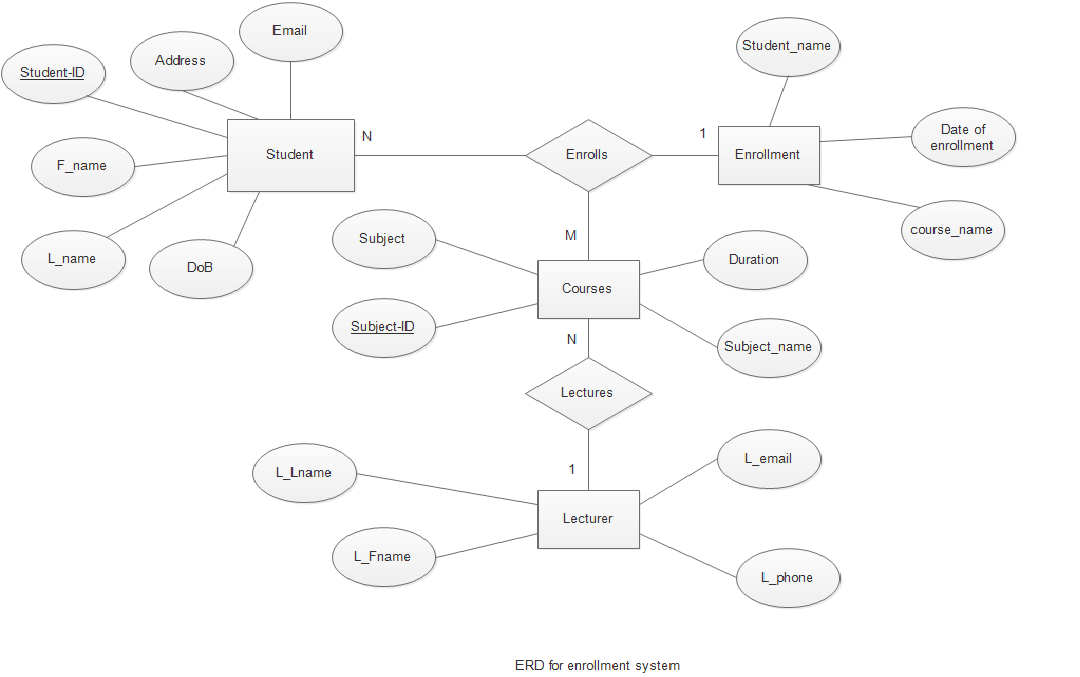 Email
Student_name
Address
Student-ID
Date of
enrollment
N
1
Student
Enrolls
Enrollment
F_name
course_name
M
Subject
L_name
DoB
Duration
Courses
Subject-ID
N
Subject_name
Lectures
L_email
1
L_Lname
Lecturer
L_Fname
L_phone
ERD for enrollment system